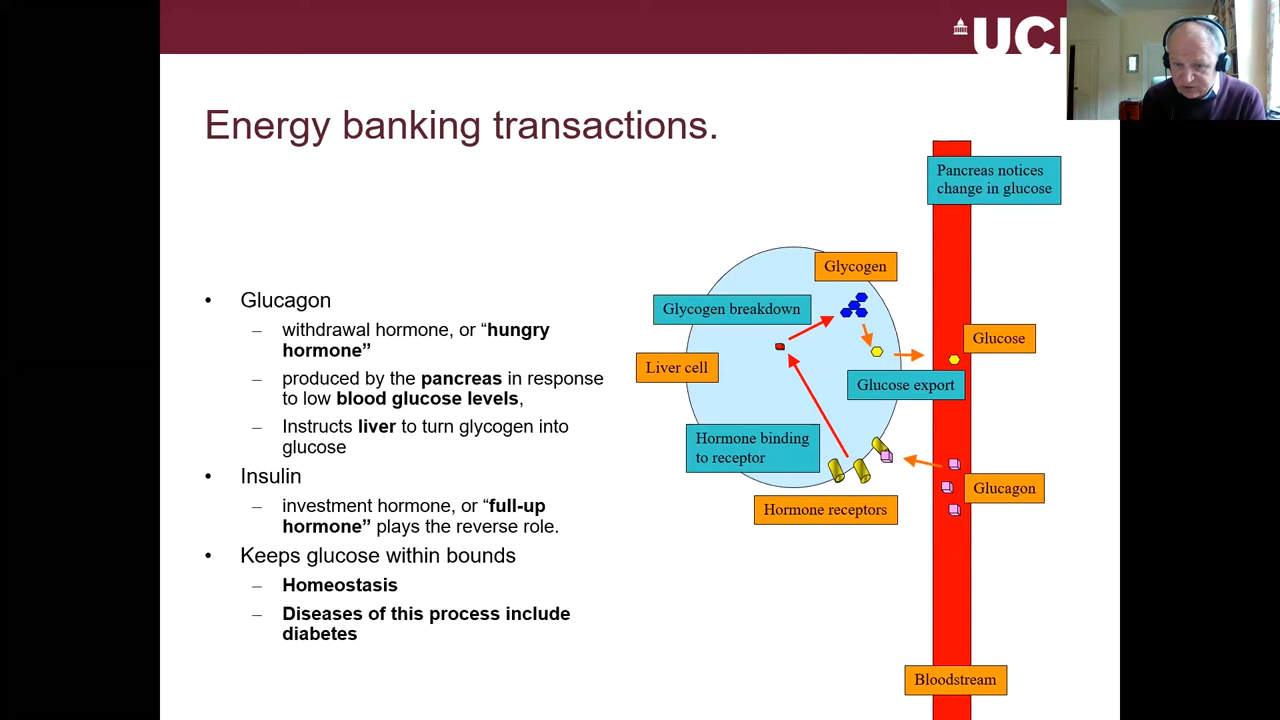 UCL
Energy banking transactions.
• Glucagon
– withdrawal hormone, or “hungry
hormone”
– produced by the pancreas in response
to low blood glucose levels,
– Instructs liver to turn glycogen into
glucose
• Insulin
– investment hormone, or “full-up
hormone” plays the reverse role.
• Keeps glucose within bounds
– Homeostasis
– Diseases of this process include
diabetes
Pancreas notices
change in glucose
Glycogen
Glycogen breakdown
Glucose
Liver cell
Glucose export
Hormone binding
to receptor
Glucagon
Hormone receptors
Bloodstream